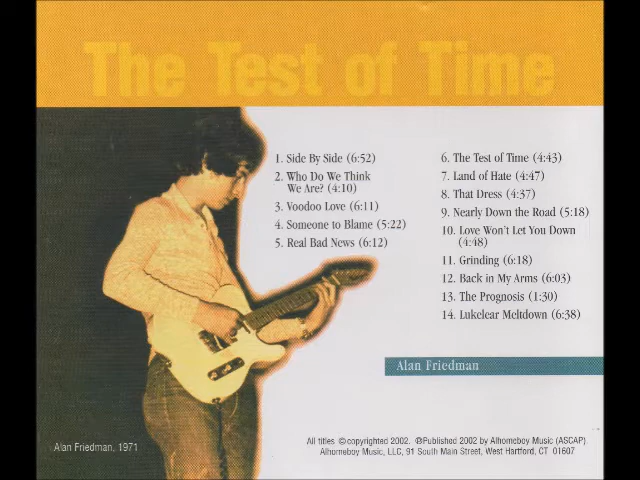 The Test of Time
1. Side By Side (6:52)
2. Who Do We Think
We Are? (4:10)
3. Voodoo Love (6:11)
4. Someone to Blame (5:22)
5. Real Bad News (6:12)
6. The Test of Time (4:43)
7. Land of Hate (4:47)
8. That Dress (4:37)
9. Nearly Down the Road (5:18)
10. Love Won't Let You Down
(4:48)
11. Grinding (6:18)
12. Back in My Arms (6:03)
13. The Prognosis (1:30)
14. Lukelear Meltdown (6:38)
Alan Friedman
Alan Friedman, 1971
All titles ©copyrighted 2002. ℗Published 2002 by Alhomeboy Music (ASCAP)
Alhomeboy Music, LLC, 91 South Main Street, West Hartford, CT 01607